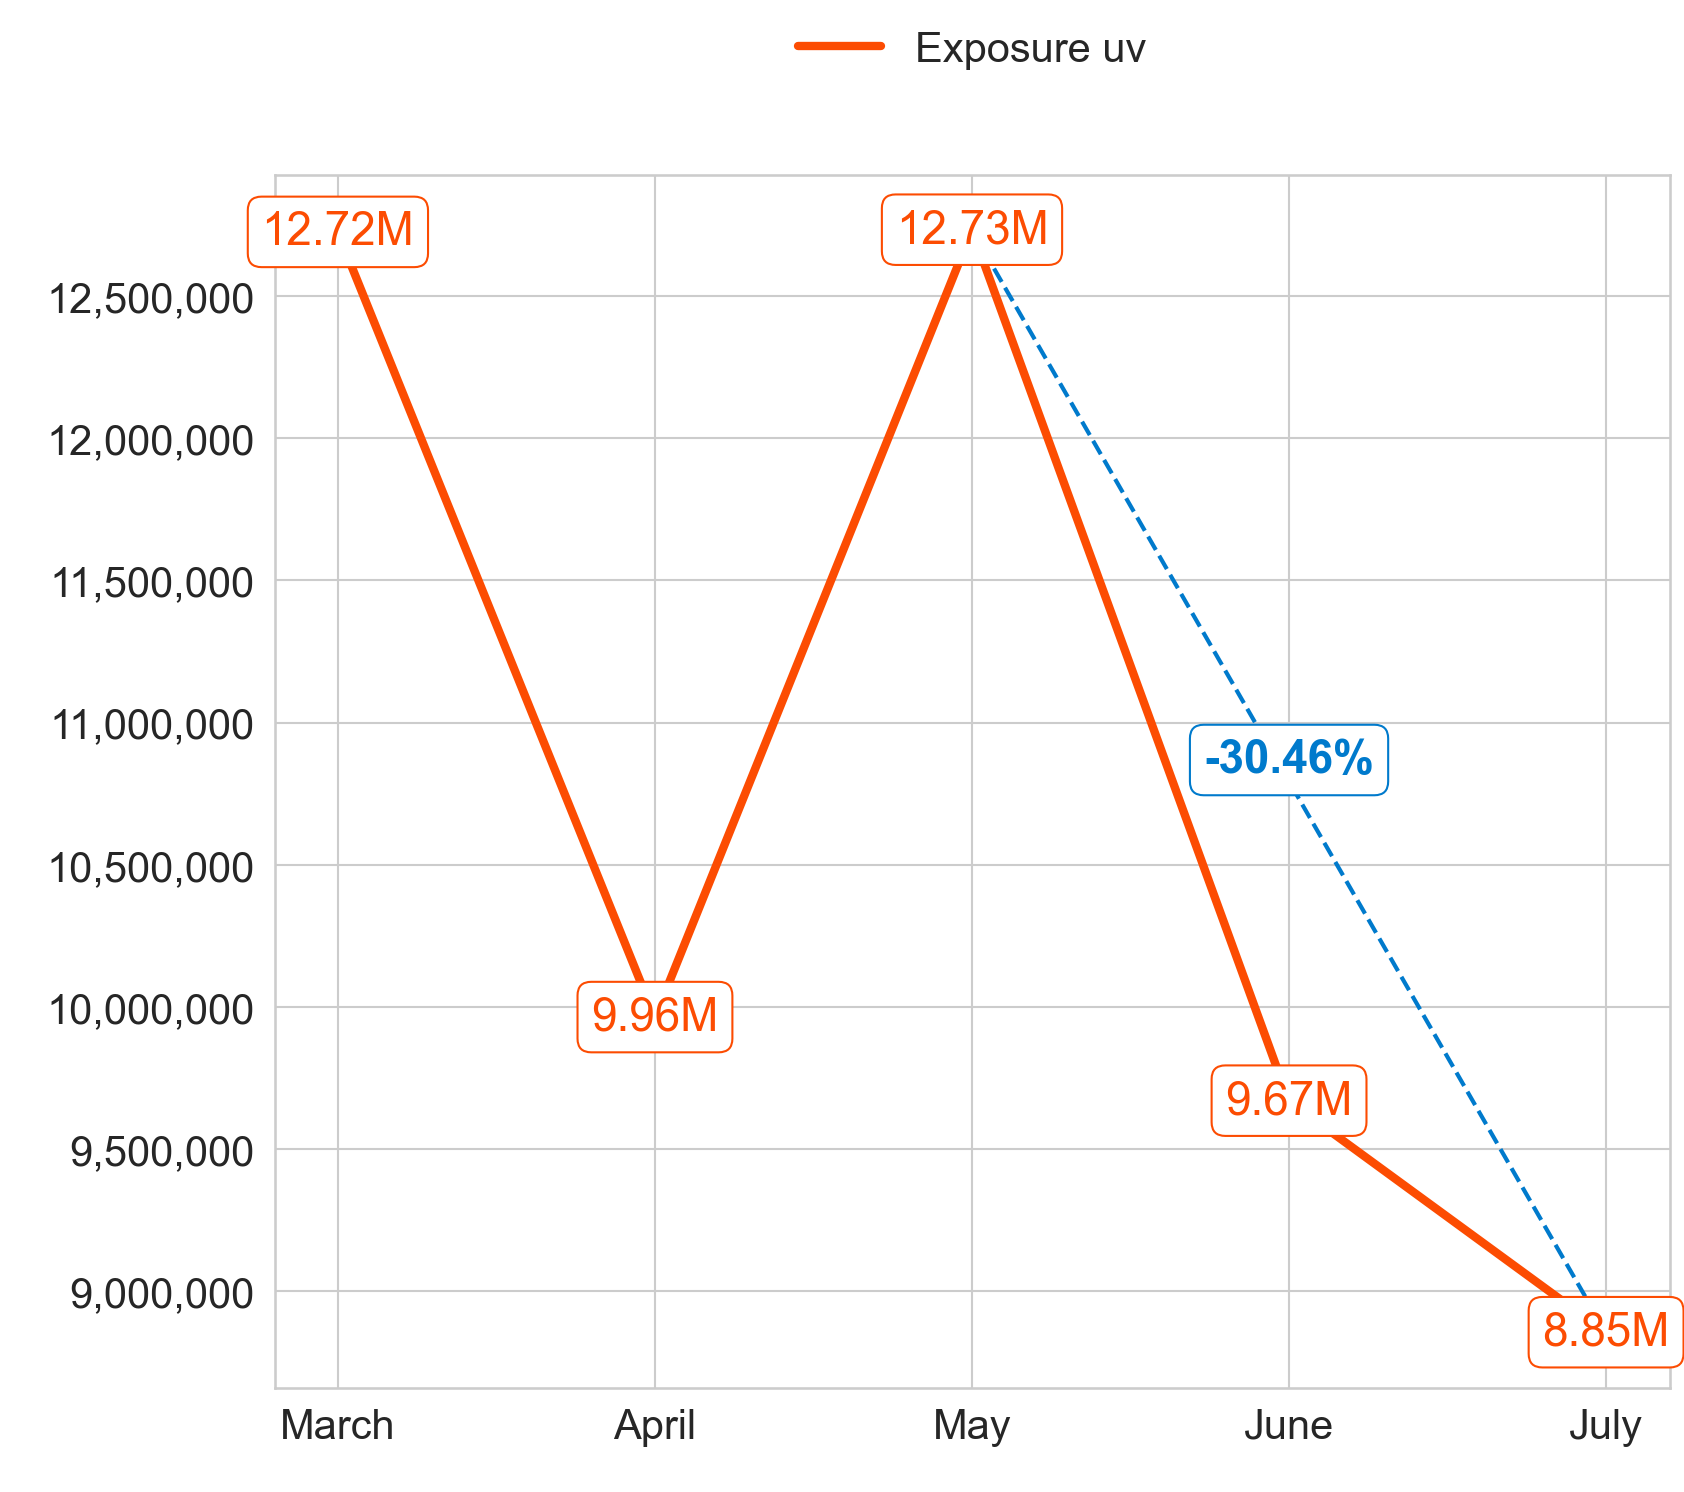 Exposure uv
12.72M
12.73M
12,500,000
12,000,000
11,500,000
11,000,000
-30.46%
10,500,000
10,000,000
9.96M
9.67M
9,500,000
9,000,000
8.85M
March
April
May
June
July